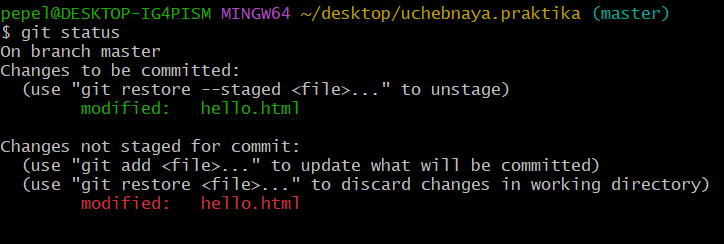 pepel@DESKTOP-IG4PISM MINGW64 ~/desktop/uchebnaya.praktika (master)
$ git status
On branch master
Changes to be committed:
  (use "git restore --staged <file>..." to unstage)
        modified:   hello.html

Changes not staged for commit:
  (use "git add <file>..." to update what will be committed)
  (use "git restore <file>..." to discard changes in working directory)
        modified:   hello.html